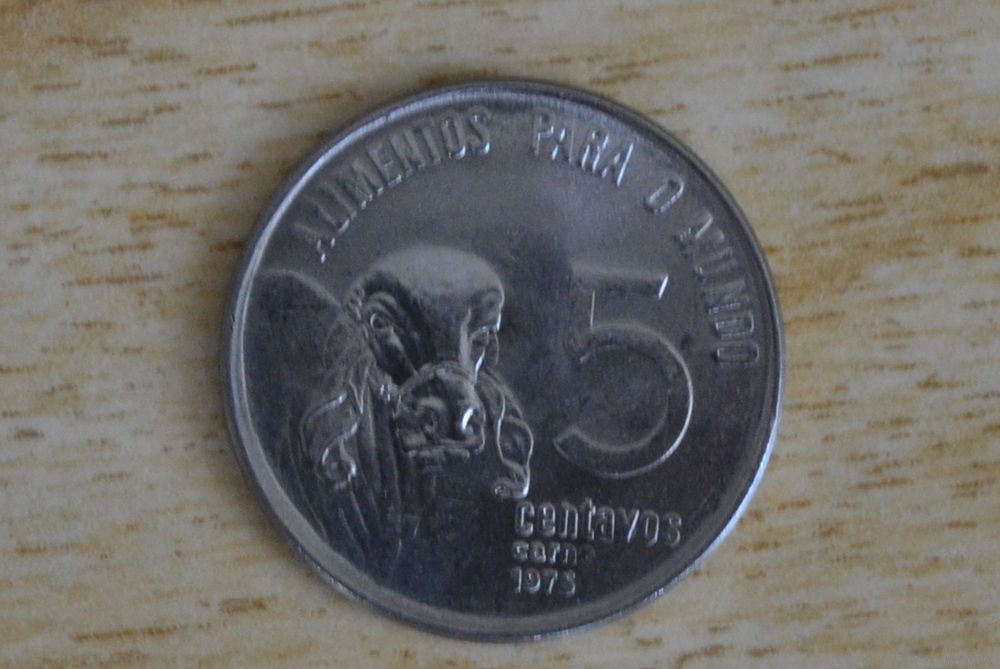 ALIMENTOS PARA O MUNDO
5
centavos
carne
1975